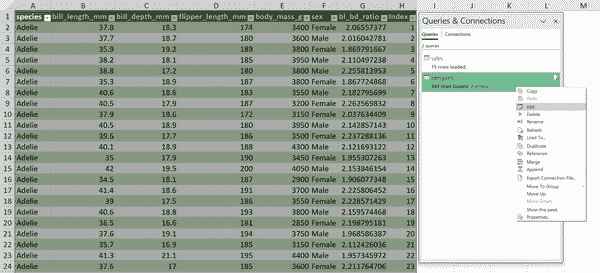 A B C D E F G H I J K L M
species bill_length_mm bill_depth_mm flipper_length_mm body_mass_g sex bl_bd_ratio Index
2 Adelie 37.8 18.3 174 3400 Female 2.06557377 1
3 Adelie 37.7 18.7 180 3600 Male 2.016042781 2
4 Adelie 35.9 19.2 189 3800 Female 1.869791667 3
5 Adelie 38.2 18.1 185 3950 Male 2.110497238 4
6 Adelie 38.8 17.2 180 3800 Male 2.255813953 5
7 Adelie 35.3 18.9 187 3800 Female 1.867724868 6
8 Adelie 40.6 18.6 183 3550 Male 2.182795699 7
9 Adelie 40.5 17.9 187 3200 Female 2.262569832 8
10 Adelie 37.9 18.6 172 3150 Female 2.037634409 9
11 Adelie 40.5 18.9 180 3950 Male 2.142857143 10
12 Adelie 39.6 17.7 186 3500 Female 2.237288136 11
13 Adelie 40.1 18.9 188 4300 Male 2.121693122 12
14 Adelie 35 17.9 190 3450 Female 1.955307263 13
15 Adelie 42 19.5 200 4050 Male 2.153846154 14
16 Adelie 34.5 18.1 187 2900 Female 1.906077348 15
17 Adelie 41.4 18.6 191 3700 Male 2.225806452 16
18 Adelie 39 17.5 186 3550 Female 2.228571429 17
19 Adelie 40.6 18.8 193 3800 Male 2.159574468 18
20 Adelie 36.5 16.6 181 2850 Female 2.198795181 19
21 Adelie 37.6 19.1 194 3750 Male 1.968586387 20
22 Adelie 35.7 16.9 185 3150 Female 2.112426036 21
23 Adelie 41.3 21.1 195 4400 Male 1.957345972 22
24 Adelie 37.6 17 185 3600 Female 2.211764706 23
Queries & Connections
Queries Connections
2 queries
sales
15 rows loaded.
penguins
rows loaded. 2 errors.
Copy
Paste
Edit
Delete
Rename
Refresh
Load To...
Duplicate
Reference
Merge
Append
Export Connection File...
Move To Group
Move Up
Move Down
Show the peek
Properties...